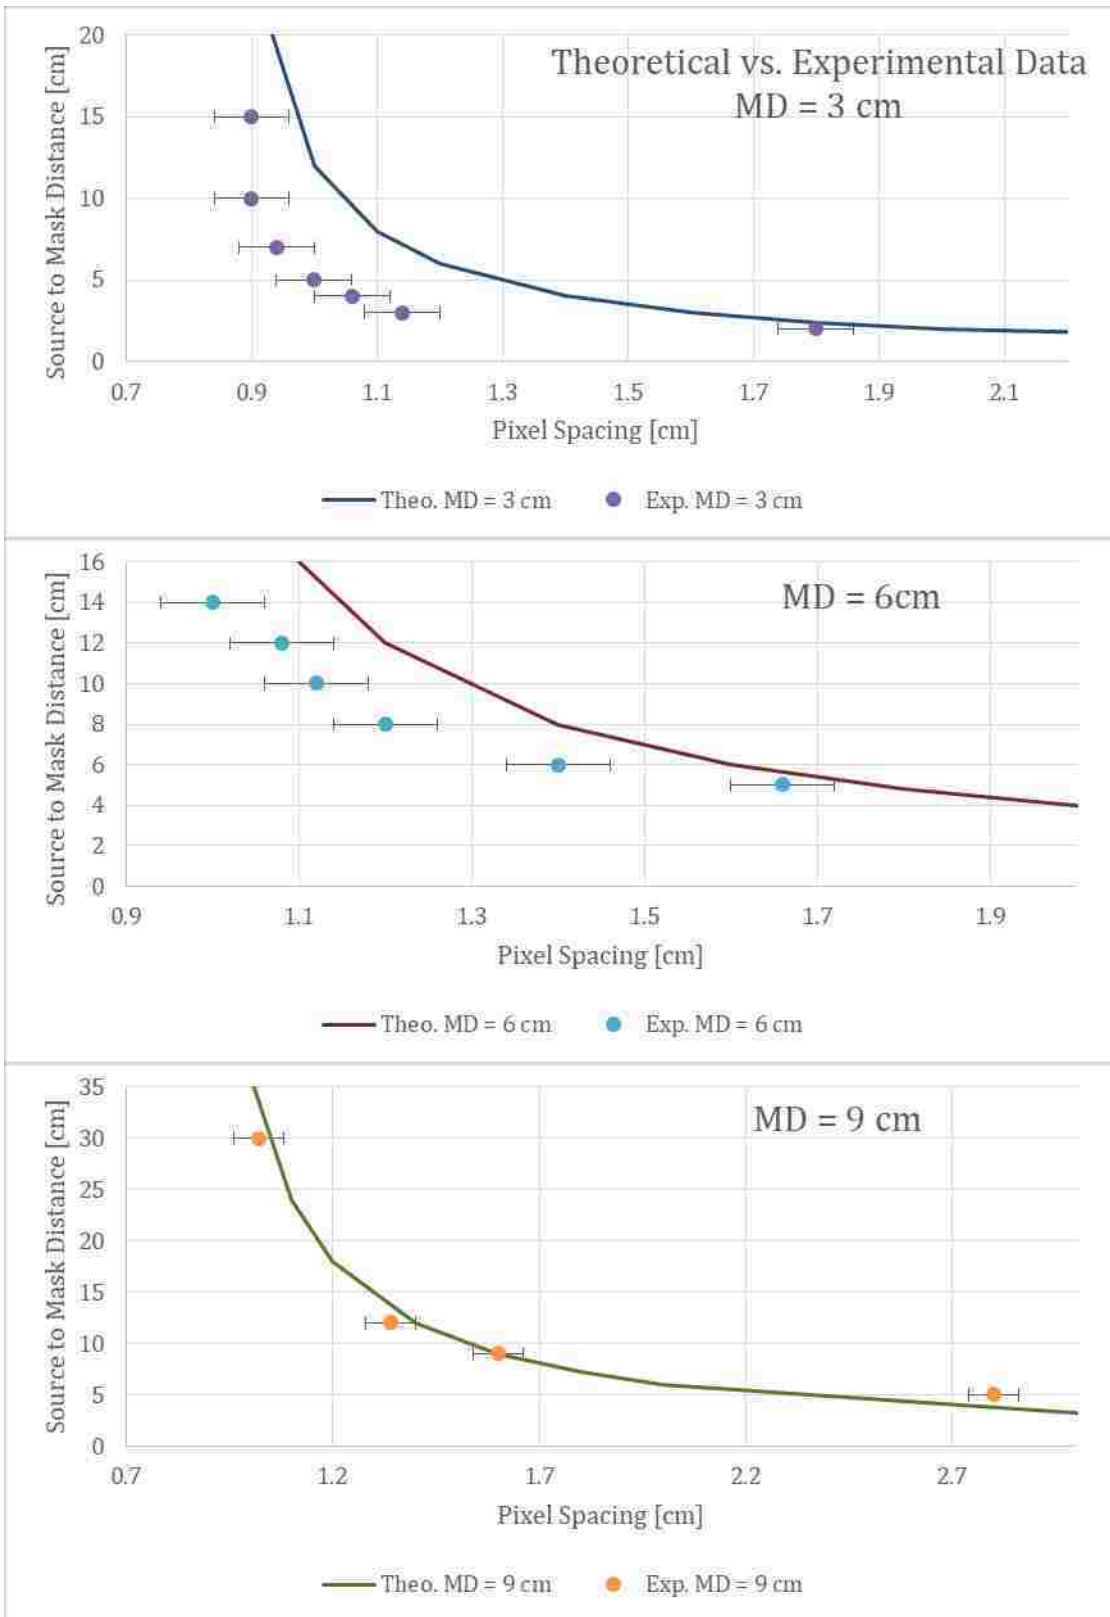 Theoretical vs. Experimental Data
MD = 3 cm
Source to Mask Distance [cm]
20
15
10
5
0
0.7 0.9 1.1 1.3 1.5 1.7 1.9 2.1
Pixel Spacing [cm]
Theo. MD = 3 cm Exp. MD = 3 cm
MD = 6cm
Source to Mask Distance [cm]
16
14
12
10
8
6
4
2
0
0.9 1.1 1.3 1.5 1.7 1.9
Pixel Spacing [cm]
Theo. MD = 6 cm Exp. MD = 6 cm
MD = 9 cm
Source to Mask Distance [cm]
35
30
25
20
15
10
5
0
0.7 1.2 1.7 2.2 2.7
Pixel Spacing [cm]
Theo. MD = 9 cm Exp. MD = 9 cm